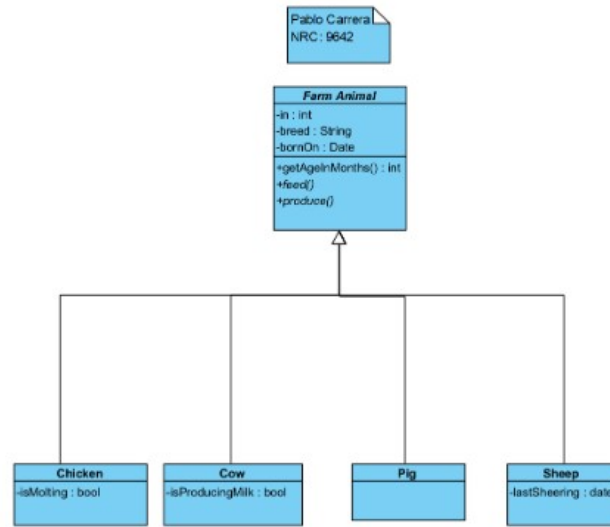 Pablo Carrera
NRC: 9642
Farm Animal
-in : int
-breed : String
-bornOn : Date
+getAgeInMonths() : int
+feed()
+produce()
Chicken
-isMolting : bool
Cow
-isProducingMilk : bool
Pig
Sheep
-lastSheering : date